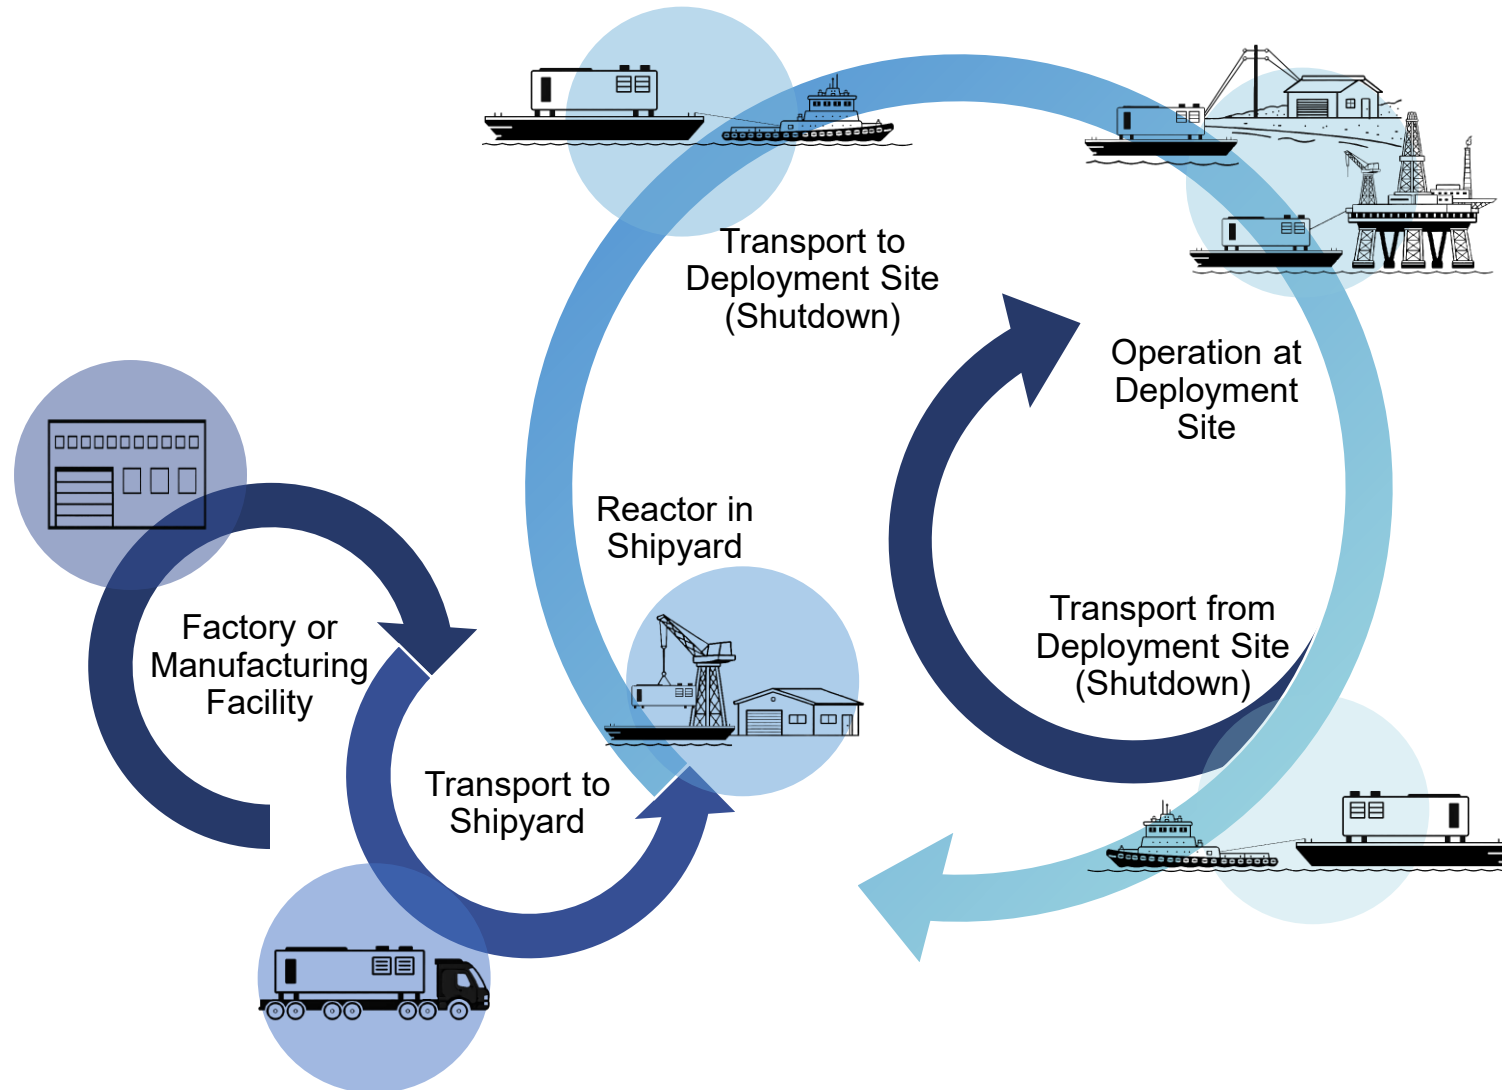 Transport to
Deployment Site
(Shutdown)
Operation at
Deployment
Site
Reactor in
Shipyard
Factory or
Manufacturing
Facility
Transport from
Deployment Site
(Shutdown)
Transport to
Shipyard